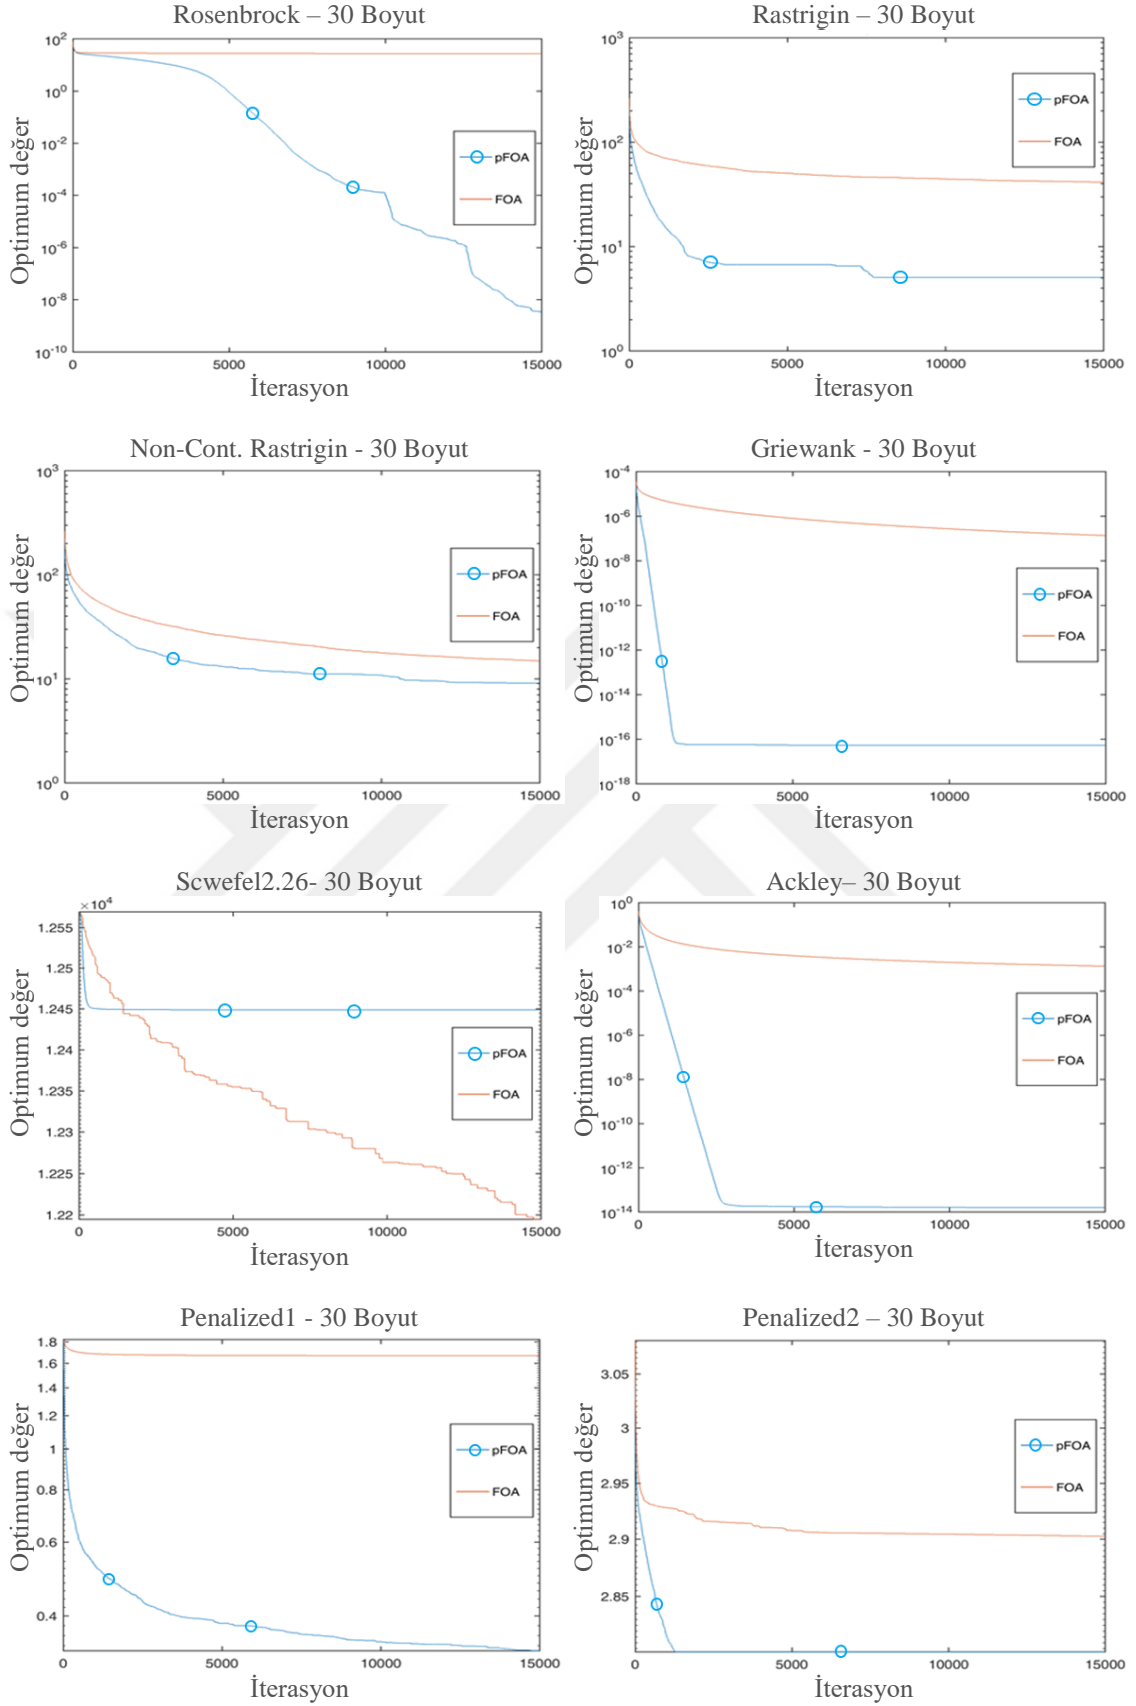 Rosenbrock – 30 Boyut
10^2
10^0
10^-2
10^-4
10^-6
10^-8
10^-10
Optimum değer
pFOA
FOA
0 5000 10000 15000
İterasyon
Rastrigin – 30 Boyut
10^3
10^2
10^1
10^0
Optimum değer
pFOA
FOA
0 5000 10000 15000
İterasyon
Non-Cont. Rastrigin - 30 Boyut
10^3
10^2
10^1
10^0
Optimum değer
pFOA
FOA
0 5000 10000 15000
İterasyon
Griewank - 30 Boyut
10^-4
10^-6
10^-8
10^-10
10^-12
10^-14
10^-16
10^-18
Optimum değer
pFOA
FOA
0 5000 10000 15000
İterasyon
Scwefel2.26- 30 Boyut
×10^4
1.255
1.25
1.245
1.24
1.235
1.23
1.225
1.22
Optimum değer
pFOA
FOA
0 5000 10000 15000
İterasyon
Ackley– 30 Boyut
10^0
10^-2
10^-4
10^-6
10^-8
10^-10
10^-12
10^-14
Optimum değer
pFOA
FOA
0 5000 10000 15000
İterasyon
Penalized1 - 30 Boyut
1.8
1.6
1.4
1.2
1
0.8
0.6
0.4
Optimum değer
pFOA
FOA
0 5000 10000 15000
İterasyon
Penalized2 – 30 Boyut
3.05
3
2.95
2.9
2.85
Optimum değer
pFOA
FOA
0 5000 10000 15000
İterasyon